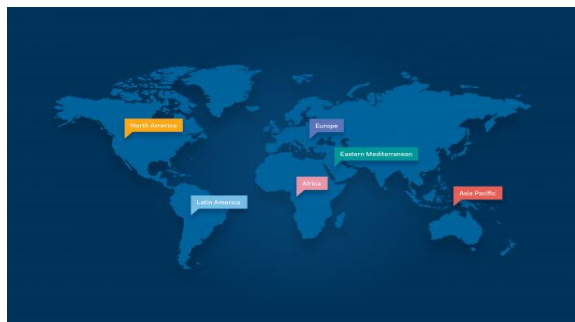 North America
Europe
Eastern Mediterranean
Africa
Asia Pacific
Latin America